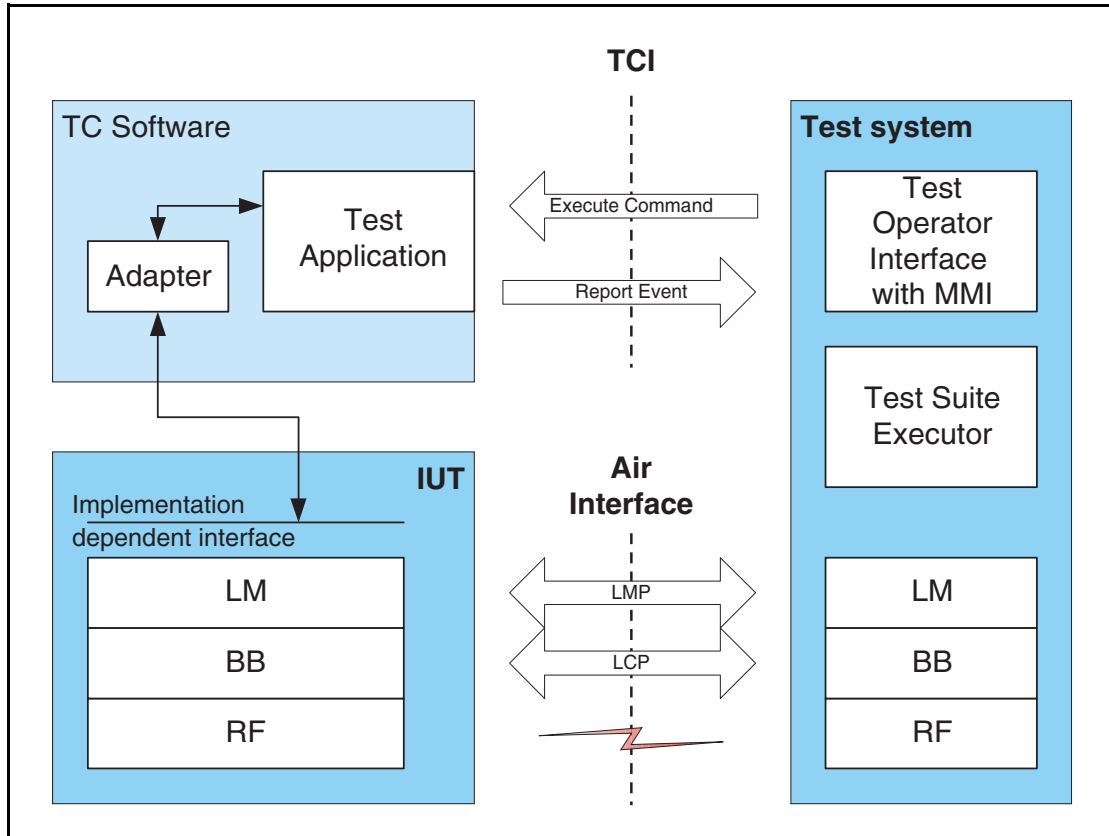 TCI
TC Software
Test
Application
Adapter
Execute Command
Report Event
Test system
Test
Operator
Interface
with MMI
Test Suite
Executor
IUT
Implementation
dependent interface
LM
BB
RF
Air
Interface
LMP
LCP
LM
BB
RF